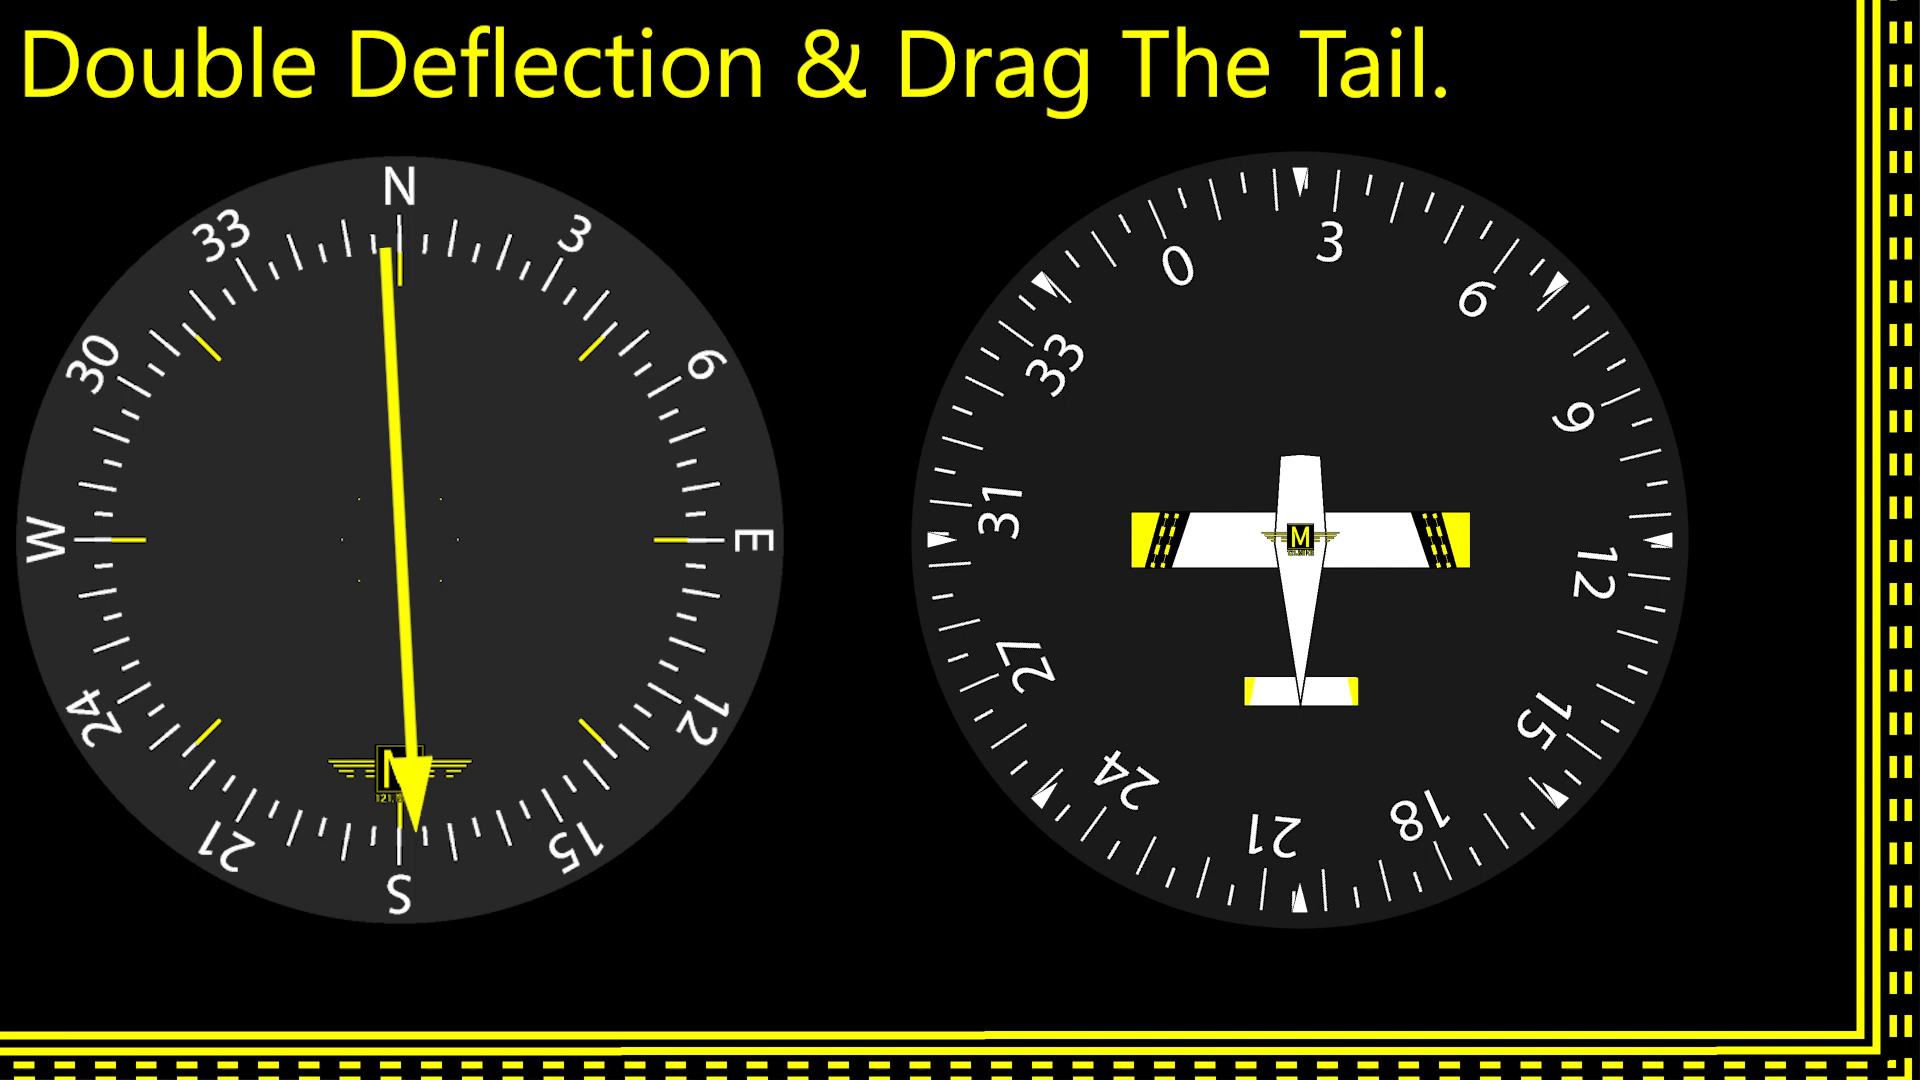 Double Deflection & Drag The Tail.
N
3
6
E
12
15
S
21
24
W
30
33
0
3
6
9
12
15
18
21
24
27
31
33
M
M